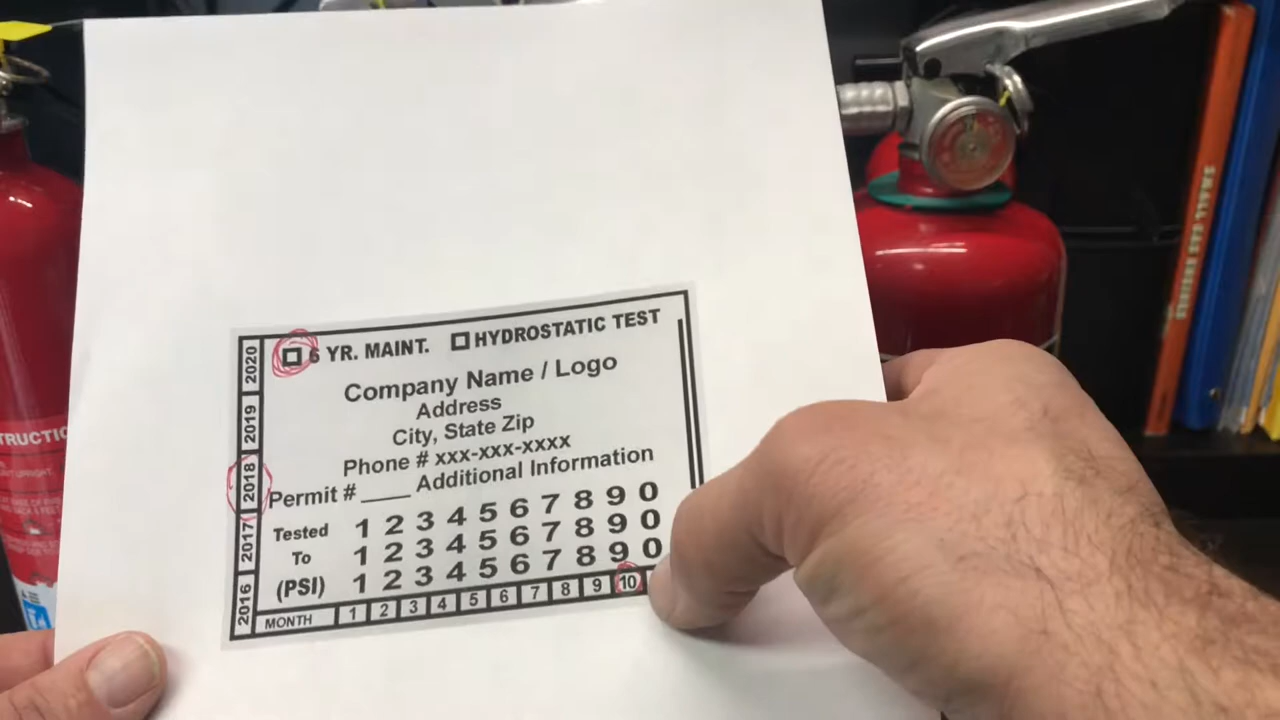 6 YR. MAINT. HYDROSTATIC TEST
Company Name / Logo
Address
City, State Zip
Phone # xxx-xxx-xxxx
Permit # ____ Additional Information
Tested 1 2 3 4 5 6 7 8 9 0
To 1 2 3 4 5 6 7 8 9 0
(PSI) 1 2 3 4 5 6 7 8 9 0
MONTH 1 2 3 4 5 6 7 8 9 10
2020
2019
2018
2017
2016
TRUCTIC